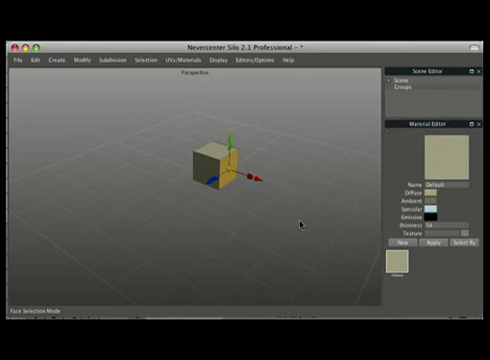 Nevercenter Silo 2.1 Professional - *
File Edit Create Modify Subdivision Selection UVs/Materials Display Editors/Options Help
Perspective
Scene Editor
Scene
Groups
Material Editor
Name Default
Diffuse
Ambient
Specular
Emissive
Shininess 54
Texture
New Apply Select By
Default
Face Selection Mode